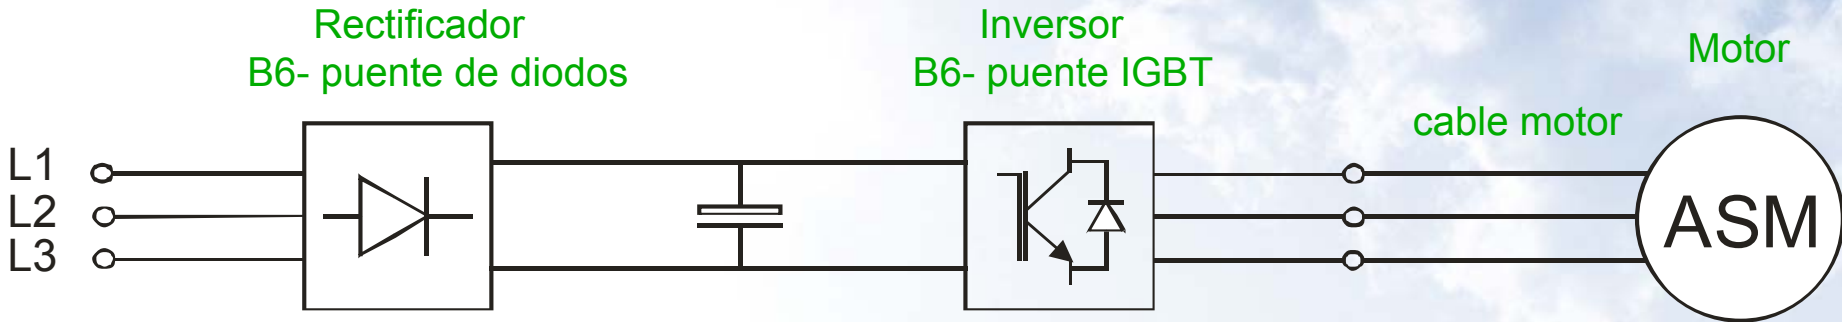 Rectificador
B6- puente de diodos
Inversor
B6- puente IGBT
Motor
cable motor
L1
L2
L3
ASM